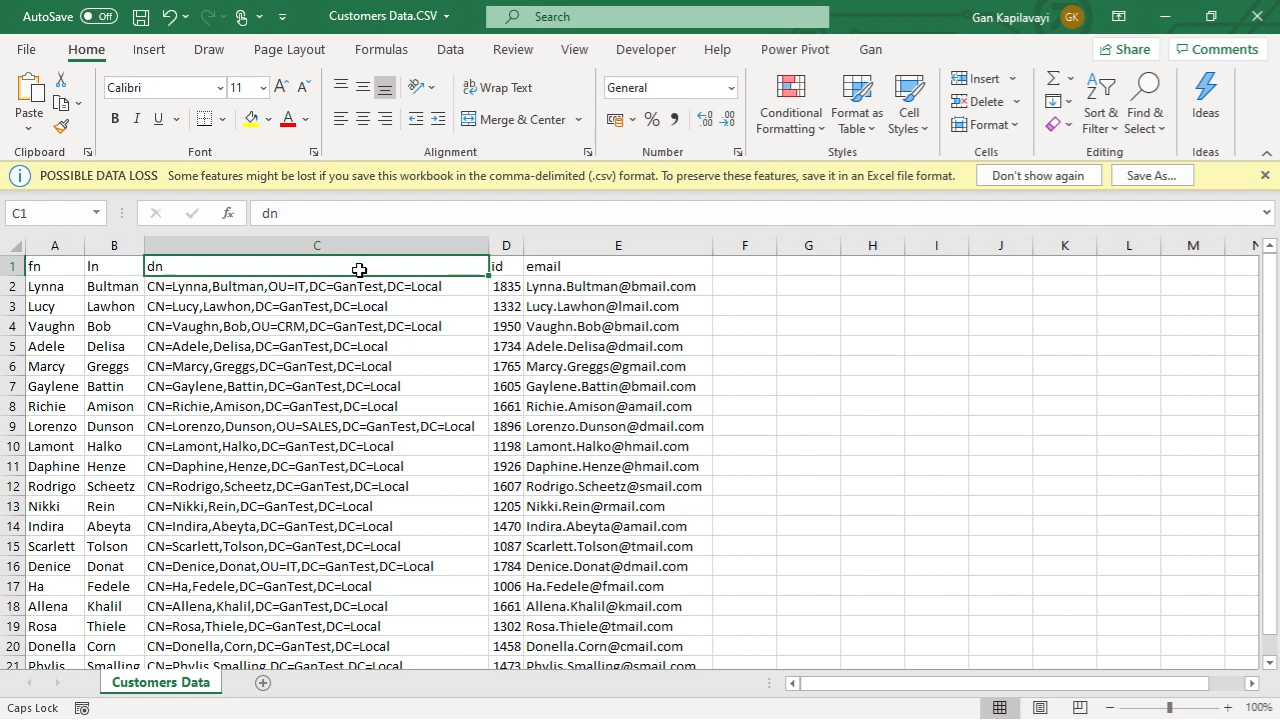 AutoSave Off Customers Data.CSV Search Gan Kapilavayi GK
File Home Insert Draw Page Layout Formulas Data Review View Developer Help Power Pivot Gan Share Comments
Paste Calibri 11 Wrap Text General Conditional Formatting Format as Table Cell Styles Insert Sort & Filter Find & Select Ideas
B I U Merge & Center Delete
Format
Clipboard Font Alignment Number Styles Cells Editing Ideas
POSSIBLE DATA LOSS Some features might be lost if you save this workbook in the comma-delimited (.csv) format. To preserve these features, save it in an Excel file format. Don't show again Save As...
C1 fx dn
A B C D E F G H I J K L M N
1 fn ln dn id email
2 Lynna Bultman CN=Lynna,Bultman,OU=IT,DC=GanTest,DC=Local 1835 Lynna.Bultman@bmail.com
3 Lucy Lawhon CN=Lucy,Lawhon,DC=GanTest,DC=Local 1332 Lucy.Lawhon@lmail.com
4 Vaughn Bob CN=Vaughn,Bob,OU=CRM,DC=GanTest,DC=Local 1950 Vaughn.Bob@bmail.com
5 Adele Delisa CN=Adele,Delisa,DC=GanTest,DC=Local 1734 Adele.Delisa@dmail.com
6 Marcy Greggs CN=Marcy,Greggs,DC=GanTest,DC=Local 1765 Marcy.Greggs@gmail.com
7 Gaylene Battin CN=Gaylene,Battin,DC=GanTest,DC=Local 1605 Gaylene.Battin@bmail.com
8 Richie Amison CN=Richie,Amison,DC=GanTest,DC=Local 1661 Richie.Amison@amail.com
9 Lorenzo Dunson CN=Lorenzo,Dunson,OU=SALES,DC=GanTest,DC=Local 1896 Lorenzo.Dunson@dmail.com
10 Lamont Halko CN=Lamont,Halko,DC=GanTest,DC=Local 1198 Lamont.Halko@hmail.com
11 Daphine Henze CN=Daphine,Henze,DC=GanTest,DC=Local 1926 Daphine.Henze@hmail.com
12 Rodrigo Scheetz CN=Rodrigo,Scheetz,DC=GanTest,DC=Local 1607 Rodrigo.Scheetz@smail.com
13 Nikki Rein CN=Nikki,Rein,DC=GanTest,DC=Local 1205 Nikki.Rein@rmail.com
14 Indira Abeyta CN=Indira,Abeyta,DC=GanTest,DC=Local 1470 Indira.Abeyta@amail.com
15 Scarlett Tolson CN=Scarlett,Tolson,DC=GanTest,DC=Local 1087 Scarlett.Tolson@tmail.com
16 Denice Donat CN=Denice,Donat,OU=IT,DC=GanTest,DC=Local 1784 Denice.Donat@dmail.com
17 Ha Fedele CN=Ha,Fedele,DC=GanTest,DC=Local 1006 Ha.Fedele@fmail.com
18 Allena Khalil CN=Allena,Khalil,DC=GanTest,DC=Local 1661 Allena.Khalil@kmail.com
19 Rosa Thiele CN=Rosa,Thiele,DC=GanTest,DC=Local 1302 Rosa.Thiele@tmail.com
20 Donella Corn CN=Donella,Corn,DC=GanTest,DC=Local 1458 Donella.Corn@cmail.com
21 Phylis Smalling CN=Phylis,Smalling,DC=GanTest,DC=Local 1473 Phylis.Smalling@smail.com
Customers Data
Caps Lock 100%